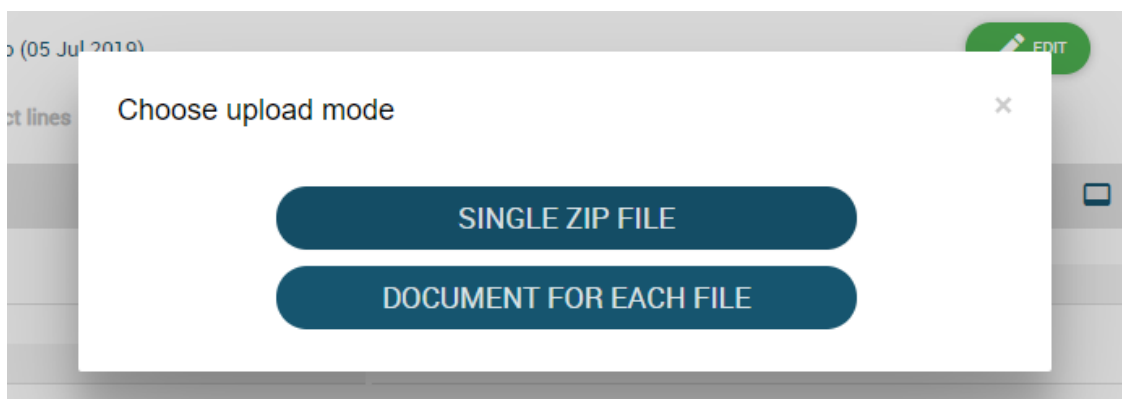 (05 Jul 2019)
EDIT
ct lines
Choose upload mode
×
SINGLE ZIP FILE
DOCUMENT FOR EACH FILE